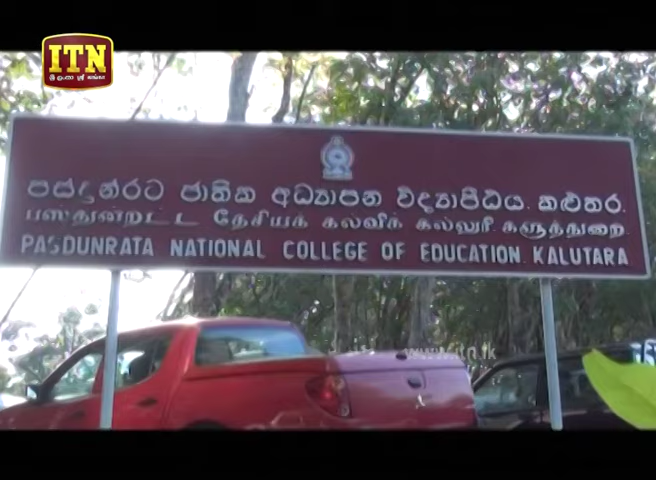 ITN
පස්දුන්රට ජාතික අධ්‍යාපන විද්‍යාපීඨය. කළුතර.
பஸ்துன்றட்ட தேசியக் கல்விக் கல்லூரி. களுத்துறை.
PASDUNRATA NATIONAL COLLEGE OF EDUCATION. KALUTARA